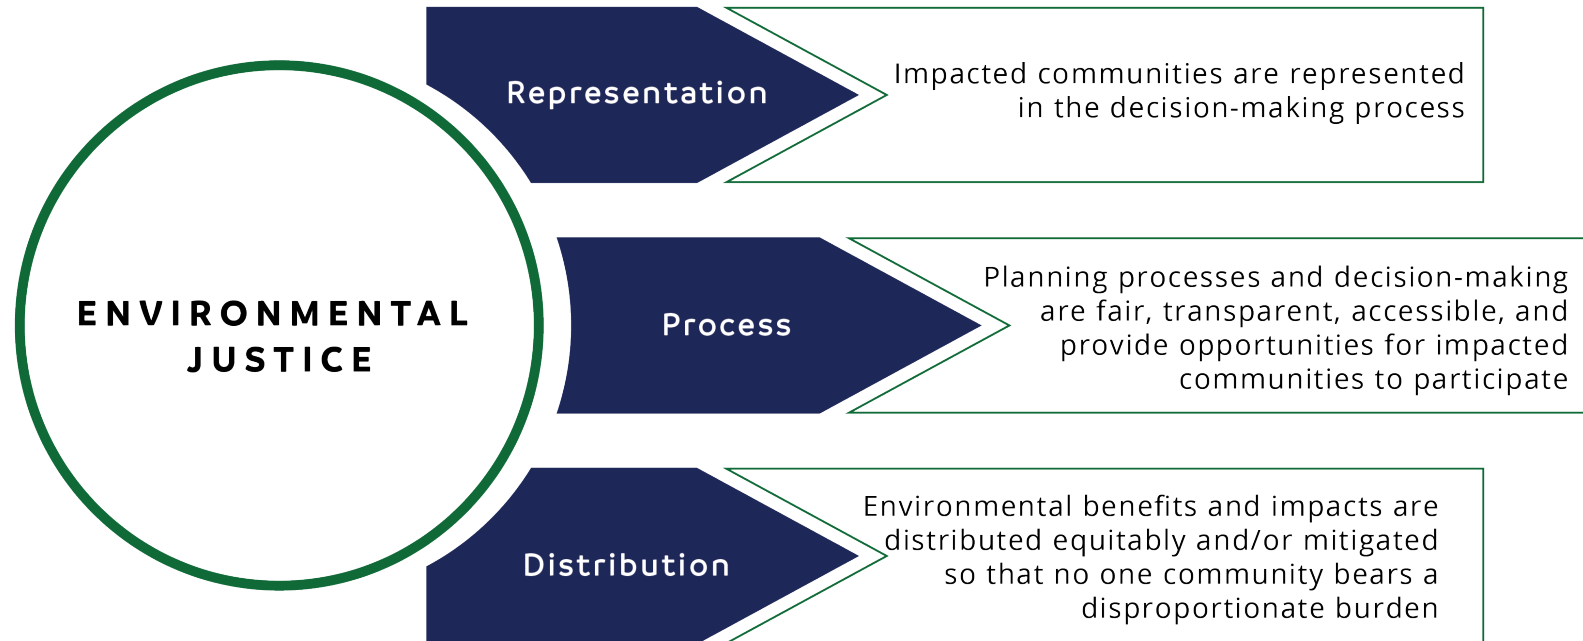 ENVIRONMENTAL
JUSTICE
Representation
Impacted communities are represented
in the decision-making process
Process
Planning processes and decision-making
are fair, transparent, accessible, and
provide opportunities for impacted
communities to participate
Distribution
Environmental benefits and impacts are
distributed equitably and/or mitigated
so that no one community bears a
disproportionate burden